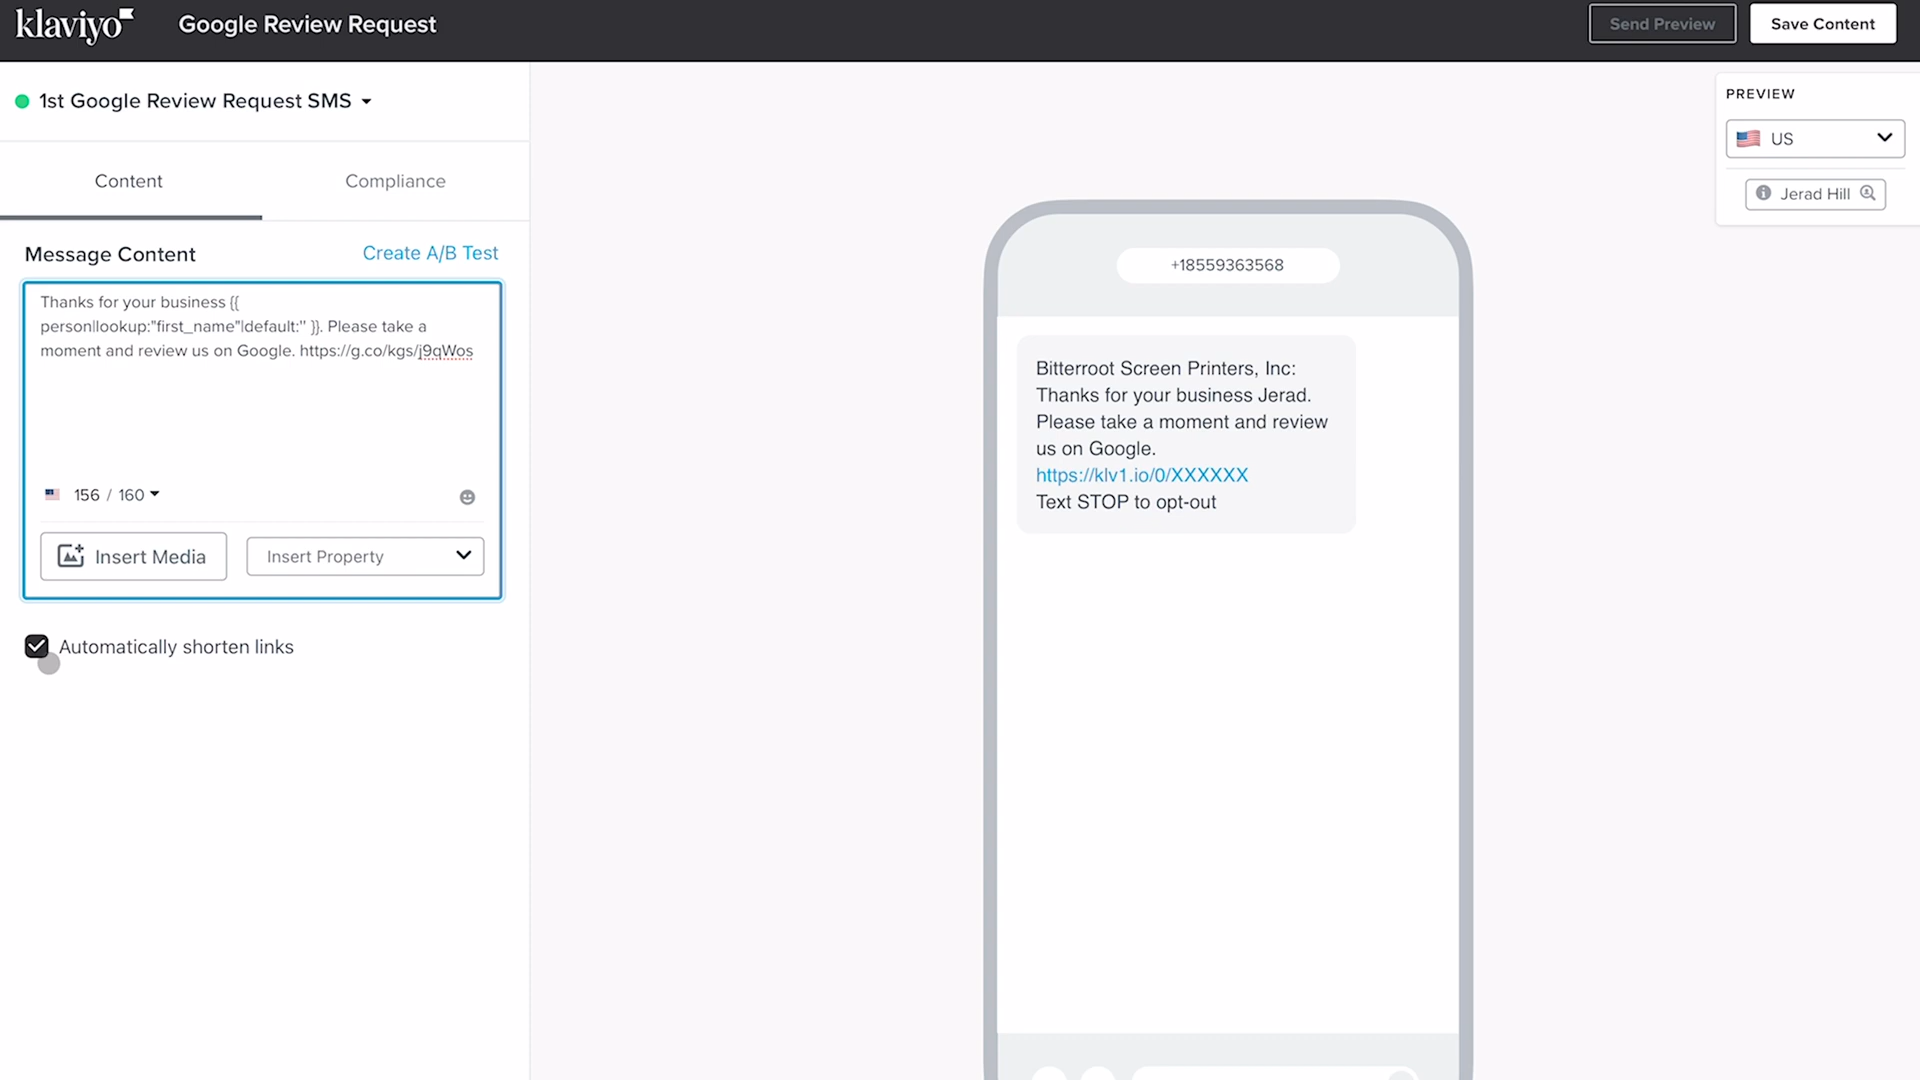 klaviyo
Google Review Request
Send Preview
Save Content
1st Google Review Request SMS
Content
Compliance
Message Content
Create A/B Test
Thanks for your business {{
person|lookup:"first_name"|default:'' }}. Please take a
moment and review us on Google. https://g.co/kgs/j9qWos
156 / 160
Insert Media
Insert Property
Automatically shorten links
+18559363568
Bitterroot Screen Printers, Inc:
Thanks for your business Jerad.
Please take a moment and review
us on Google.
https://klv1.io/0/XXXXXX
Text STOP to opt-out
PREVIEW
US
Jerad Hill